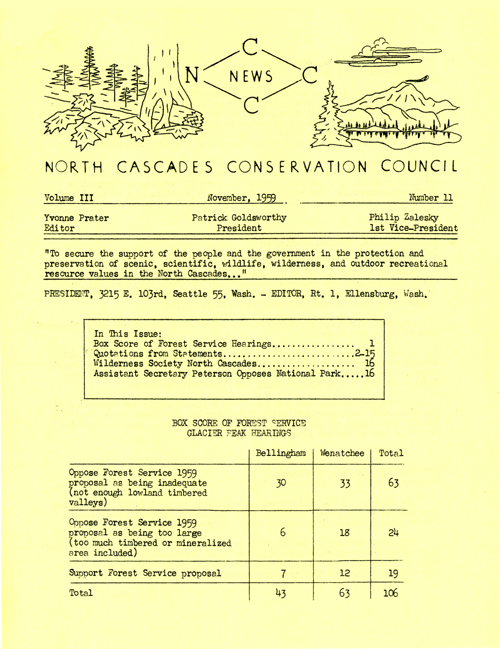 C
N NEWS C
C
NORTH CASCADES CONSERVATION COUNCIL
Volume III November, 1959 Number 11
Yvonne Prater Patrick Goldsworthy Philip Zalesky
Editor President 1st Vice-President
"To secure the support of the people and the government in the protection and
preservation of scenic, scientific, wildlife, wilderness, and outdoor recreational
resource values in the North Cascades..."
PRESIDENT, 3215 E. 103rd, Seattle 55, Wash. - EDITOR, Rt. 1, Ellensburg, Wash.
In This Issue:
Box Score of Forest Service Hearings................ 1
Quotations from Statements.........................2-15
Wilderness Society North Cascades................... 16
Assistant Secretary Peterson Opposes National Park.....16
BOX SCORE OF FOREST SERVICE
GLACIER PEAK HEARINGS
Bellingham Wenatchee Total
Oppose Forest Service 1959
proposal as being inadequate 30 33 63
(not enough lowland timbered
valleys)
Oppose Forest Service 1959
proposal as being too large 6 18 24
(too much timbered or mineralized
area included)
Support Forest Service proposal 7 12 19
Total 43 63 106